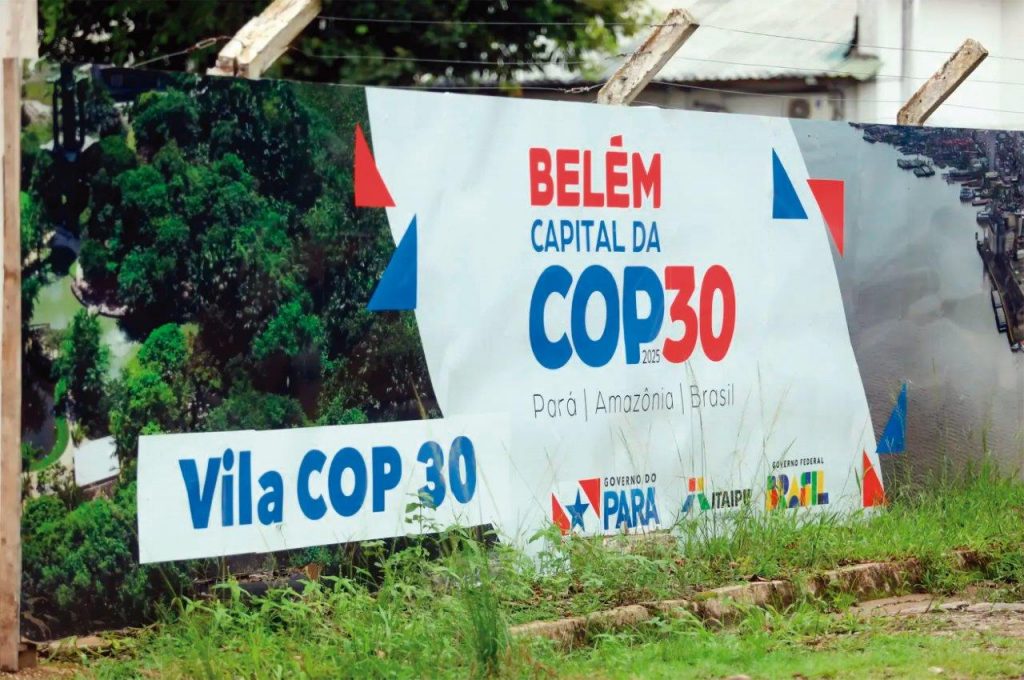 BELÉM
CAPITAL DA
COP30
2025
Pará | Amazônia | Brasil
Vila COP 30
GOVERNO DO
PARÁ
ITAIPU
GOVERNO FEDERAL
BRASIL